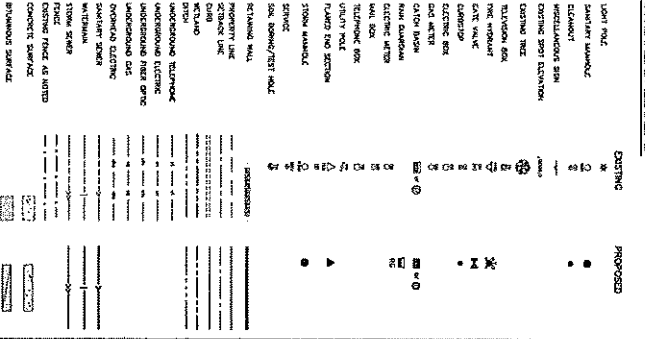 EXISTING
PROPOSED
LIGHT POLE
SANITARY MANHOLE
CLEANOUT
MISCELLANEOUS SIGN
EXISTING SPOT ELEVATION
EXISTING TREE
TELEVISION BOX
FIRE HYDRANT
GATE VALVE
CURBSTOP
ELECTRIC BOX
GAS METER
CATCH BASIN
OR
OR
RAIN GUARDIAN
RG
ELECTRIC METER
MAIL BOX
TELEPHONE BOX
UTILITY POLE
FLARED END SECTION
STORM MANHOLE
SERVICE
SOIL BORING/TEST HOLE
RETAINING WALL
PROPERTY LINE
SETBACK LINE
CURB
WETLAND
DITCH
UNDERGROUND TELEPHONE
UNDERGROUND ELECTRIC
UNDERGROUND FIBER OPTIC
UNDERGROUND GAS
OVERHEAD ELECTRIC
SANITARY SEWER
WATERMAIN
STORM SEWER
FENCE
EXISTING FENCE AS NOTED
CONCRETE SURFACE
BITUMINOUS SURFACE